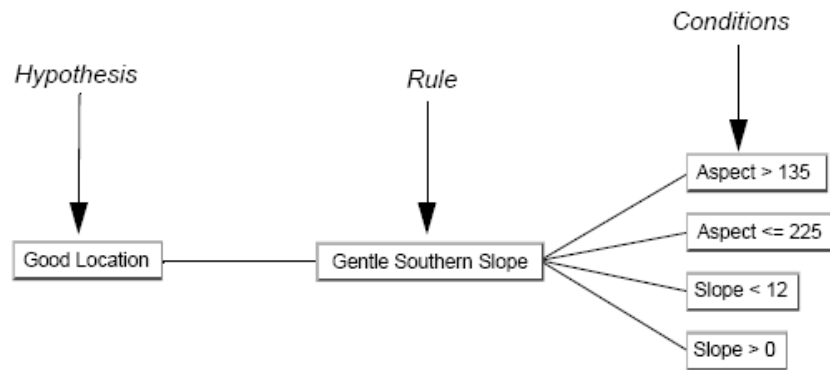 Conditions
Hypothesis
Rule
Aspect > 135
Aspect <= 225
Good Location
Gentle Southern Slope
Slope < 12
Slope > 0